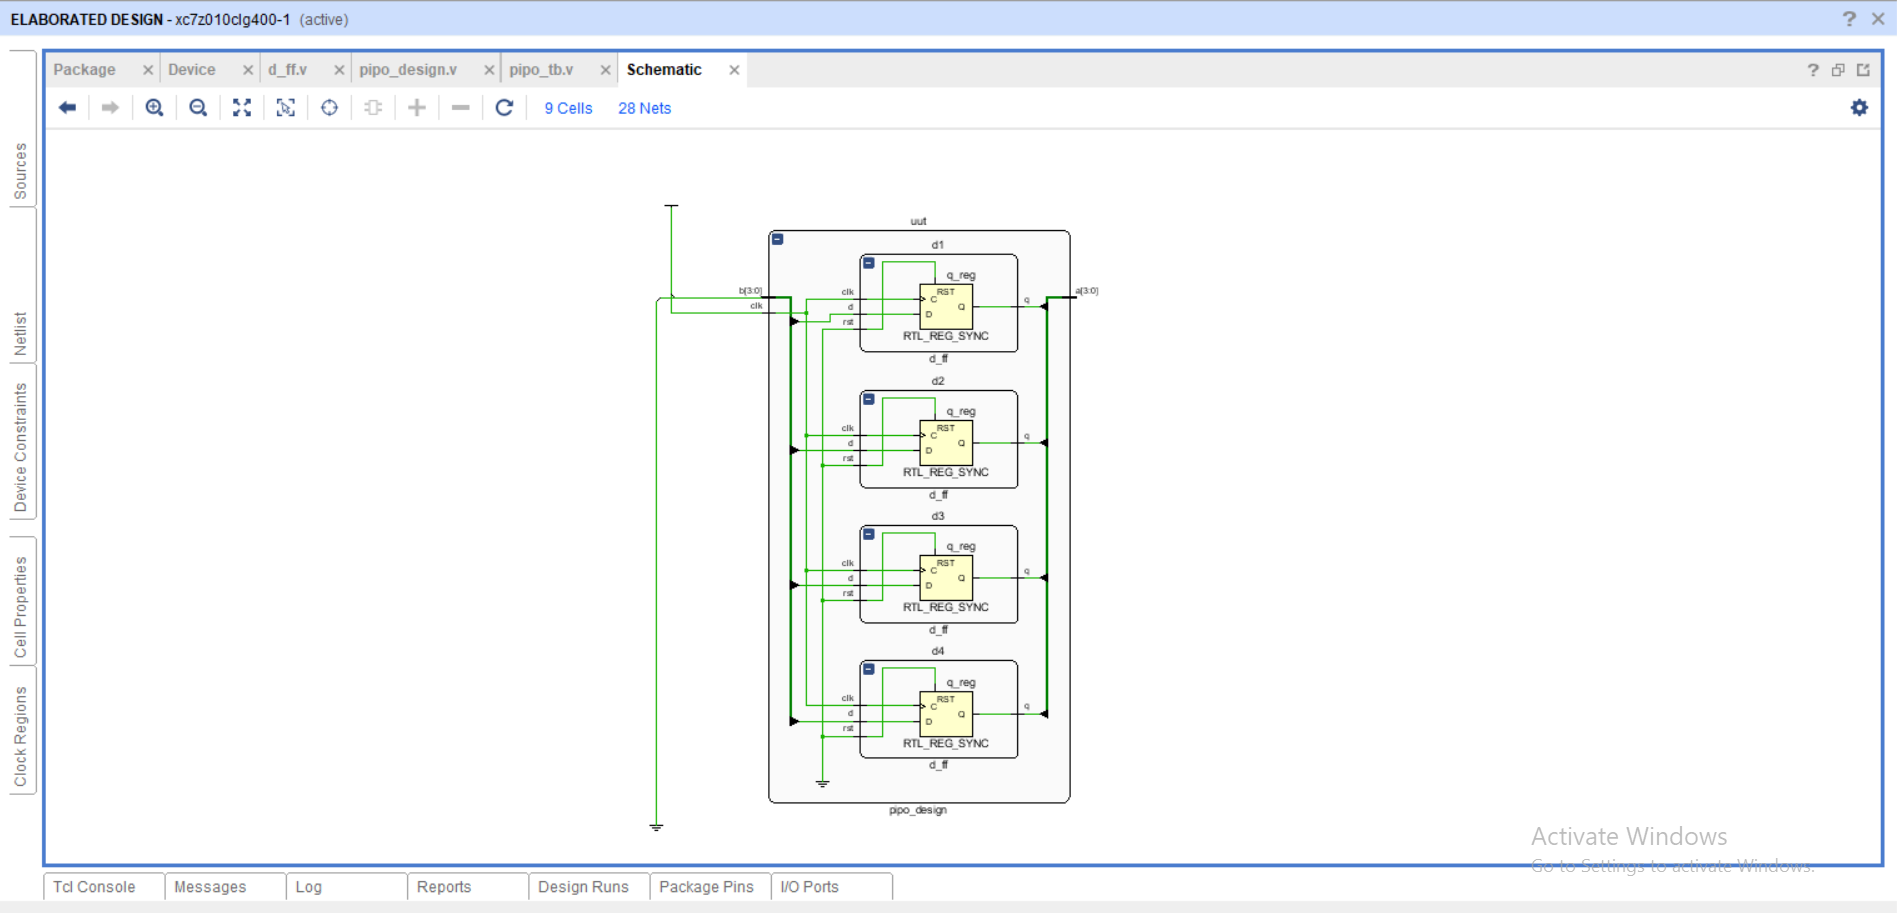 ELABORATED DESIGN - xc7z010clg400-1 (active)
Package
Device
d_ff.v
pipo_design.v
pipo_tb.v
Schematic
9 Cells
28 Nets
Sources
Netlist
Device Constraints
Cell Properties
Clock Regions
uut
b[3:0]
clk
a[3:0]
d1
q_reg
clk
d
rst
RST
C
D
Q
q
RTL_REG_SYNC
d_ff
d2
q_reg
clk
d
rst
RST
C
D
Q
q
RTL_REG_SYNC
d_ff
d3
q_reg
clk
d
rst
RST
C
D
Q
q
RTL_REG_SYNC
d_ff
d4
q_reg
clk
d
rst
RST
C
D
Q
q
RTL_REG_SYNC
d_ff
pipo_design
Activate Windows
Go to Settings to activate Windows.
Tcl Console
Messages
Log
Reports
Design Runs
Package Pins
I/O Ports